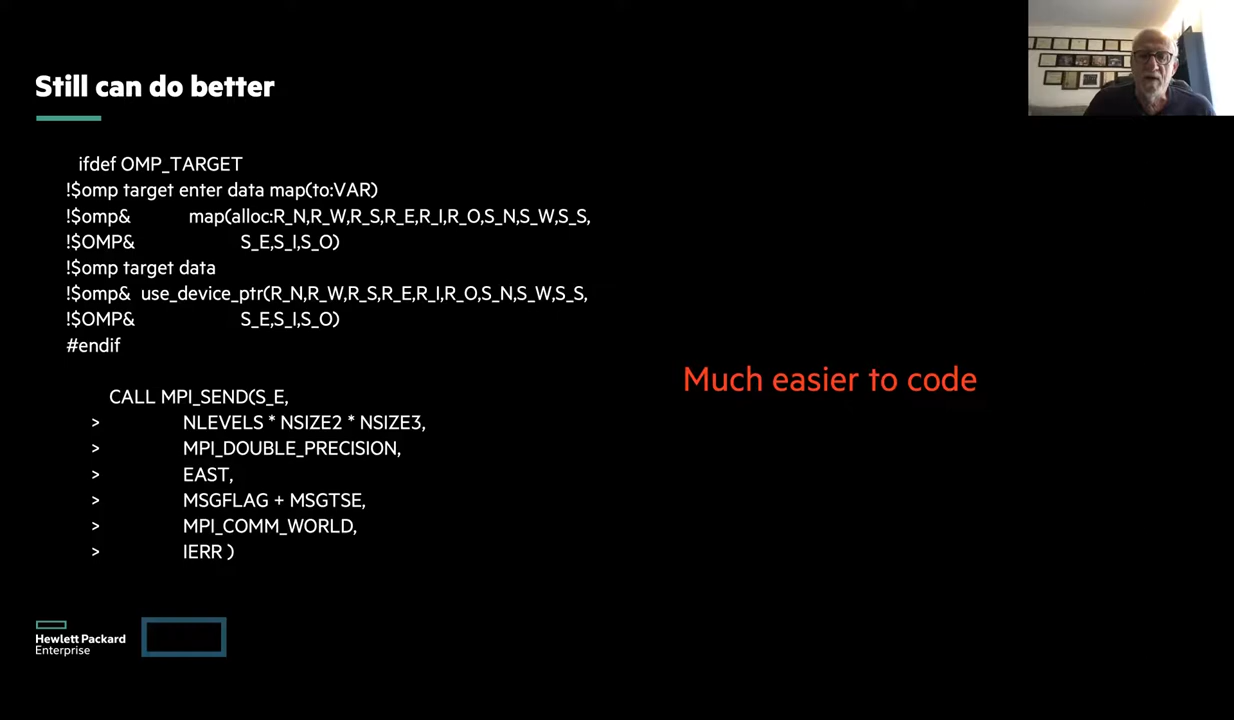 Still can do better
ifdef OMP_TARGET
!$omp target enter data map(to:VAR)
!$omp& map(alloc:R_N,R_W,R_S,R_E,R_I,R_O,S_N,S_W,S_S,
!$OMP& S_E,S_I,S_O)
!$omp target data
!$omp& use_device_ptr(R_N,R_W,R_S,R_E,R_I,R_O,S_N,S_W,S_S,
!$OMP& S_E,S_I,S_O)
#endif
CALL MPI_SEND(S_E,
> NLEVELS * NSIZE2 * NSIZE3,
> MPI_DOUBLE_PRECISION,
> EAST,
> MSGFLAG + MSGTSE,
> MPI_COMM_WORLD,
> IERR )
Much easier to code
Hewlett Packard
Enterprise